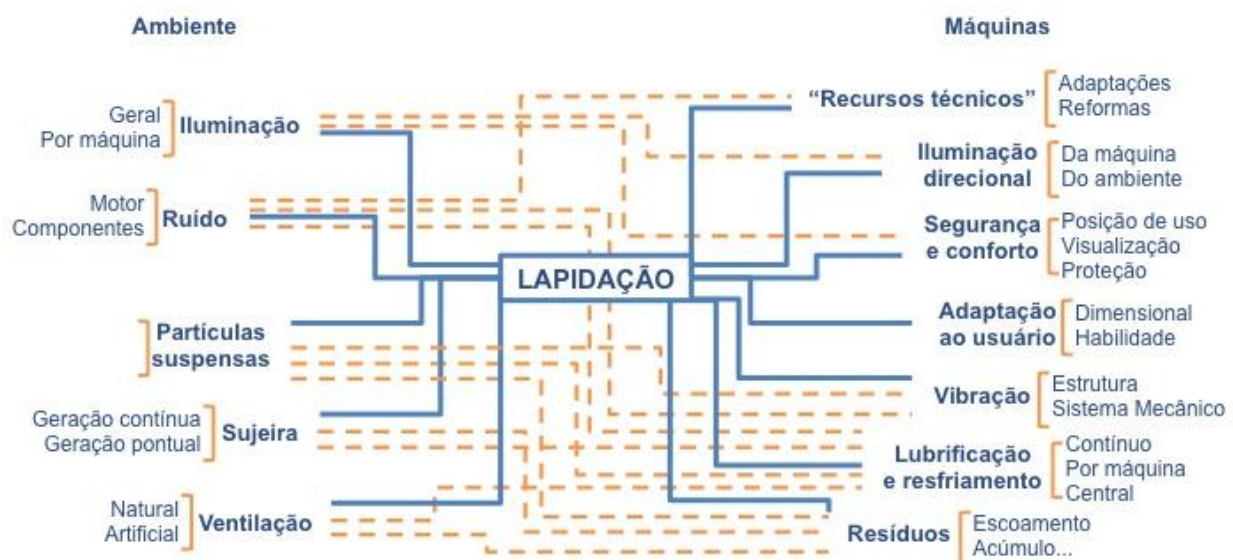 Ambiente
Máquinas
Geral
Por máquina
Iluminação
Motor
Componentes
Ruído
Partículas
suspensas
Geração contínua
Geração pontual
Sujeira
Natural
Artificial
Ventilação
LAPIDAÇÃO
“Recursos técnicos”
Adaptações
Reformas
Iluminação
direcional
Da máquina
Do ambiente
Segurança
e conforto
Posição de uso
Visualização
Proteção
Adaptação
ao usuário
Dimensional
Habilidade
Vibração
Estrutura
Sistema Mecânico
Lubrificação
e resfriamento
Contínuo
Por máquina
Central
Resíduos
Escoamento
Acúmulo...